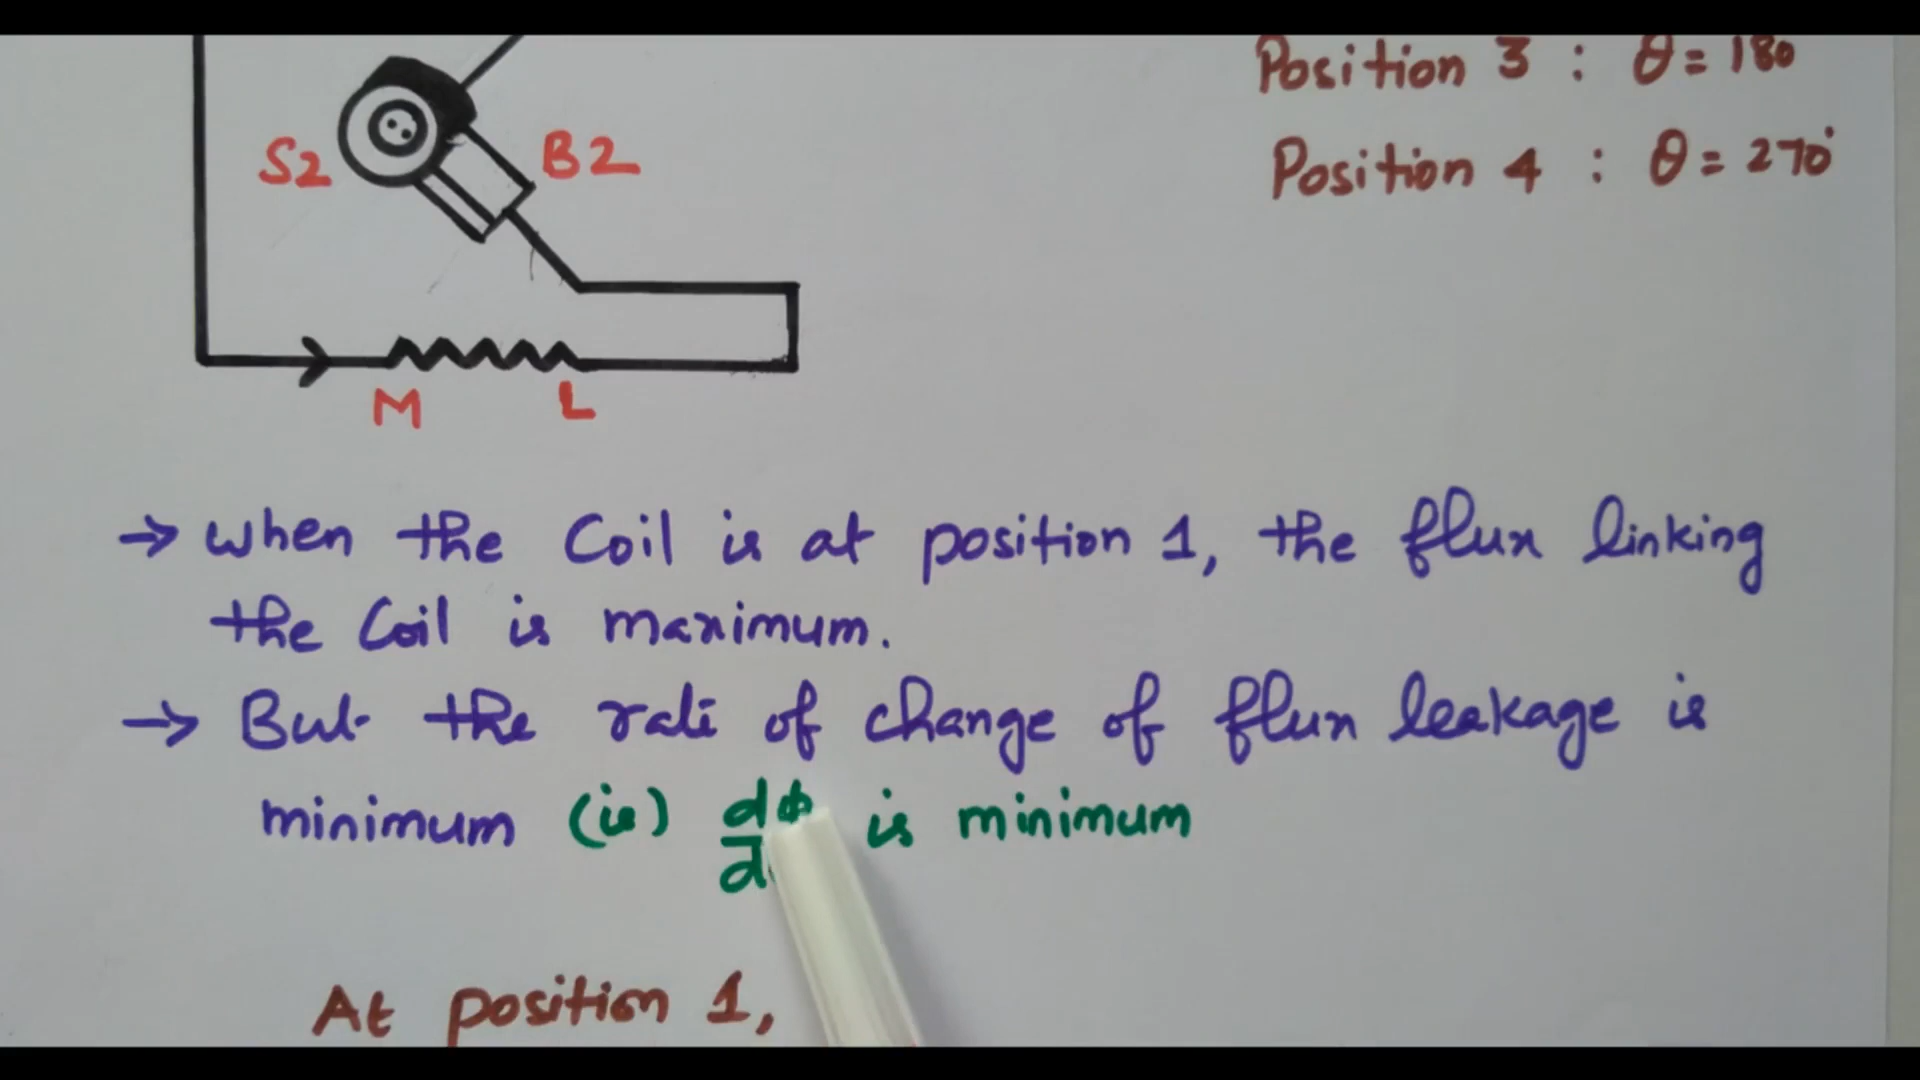 Position 3 : θ = 180
Position 4 : θ = 270°
S2
B2
M
L
→ When the Coil is at position 1, the flux linking
the Coil is maximum.
→ But the rate of change of flux leakage is
minimum (ie) dφ is minimum
d
At position 1,